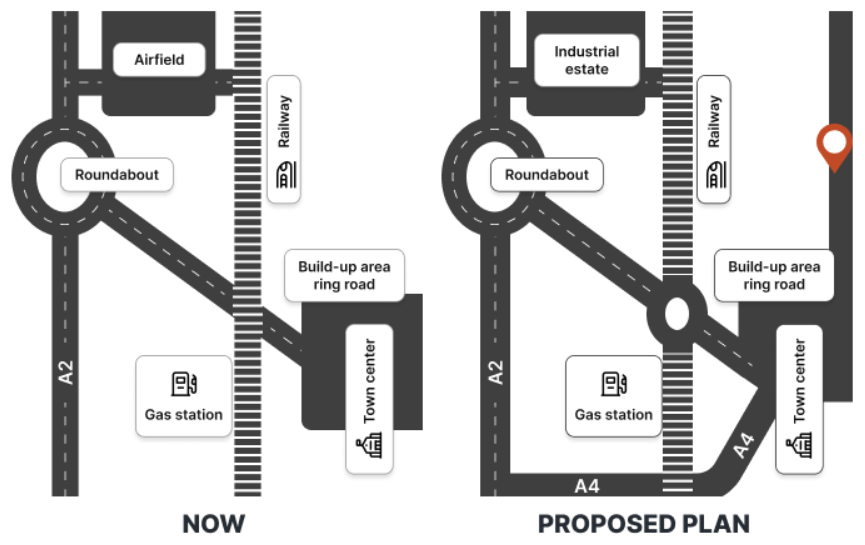 Airfield
Railway
Roundabout
Build-up area
ring road
A2
Gas station
Town center
NOW
Industrial
estate
Railway
Roundabout
Build-up area
ring road
A2
Gas station
Town center
A4
A4
PROPOSED PLAN